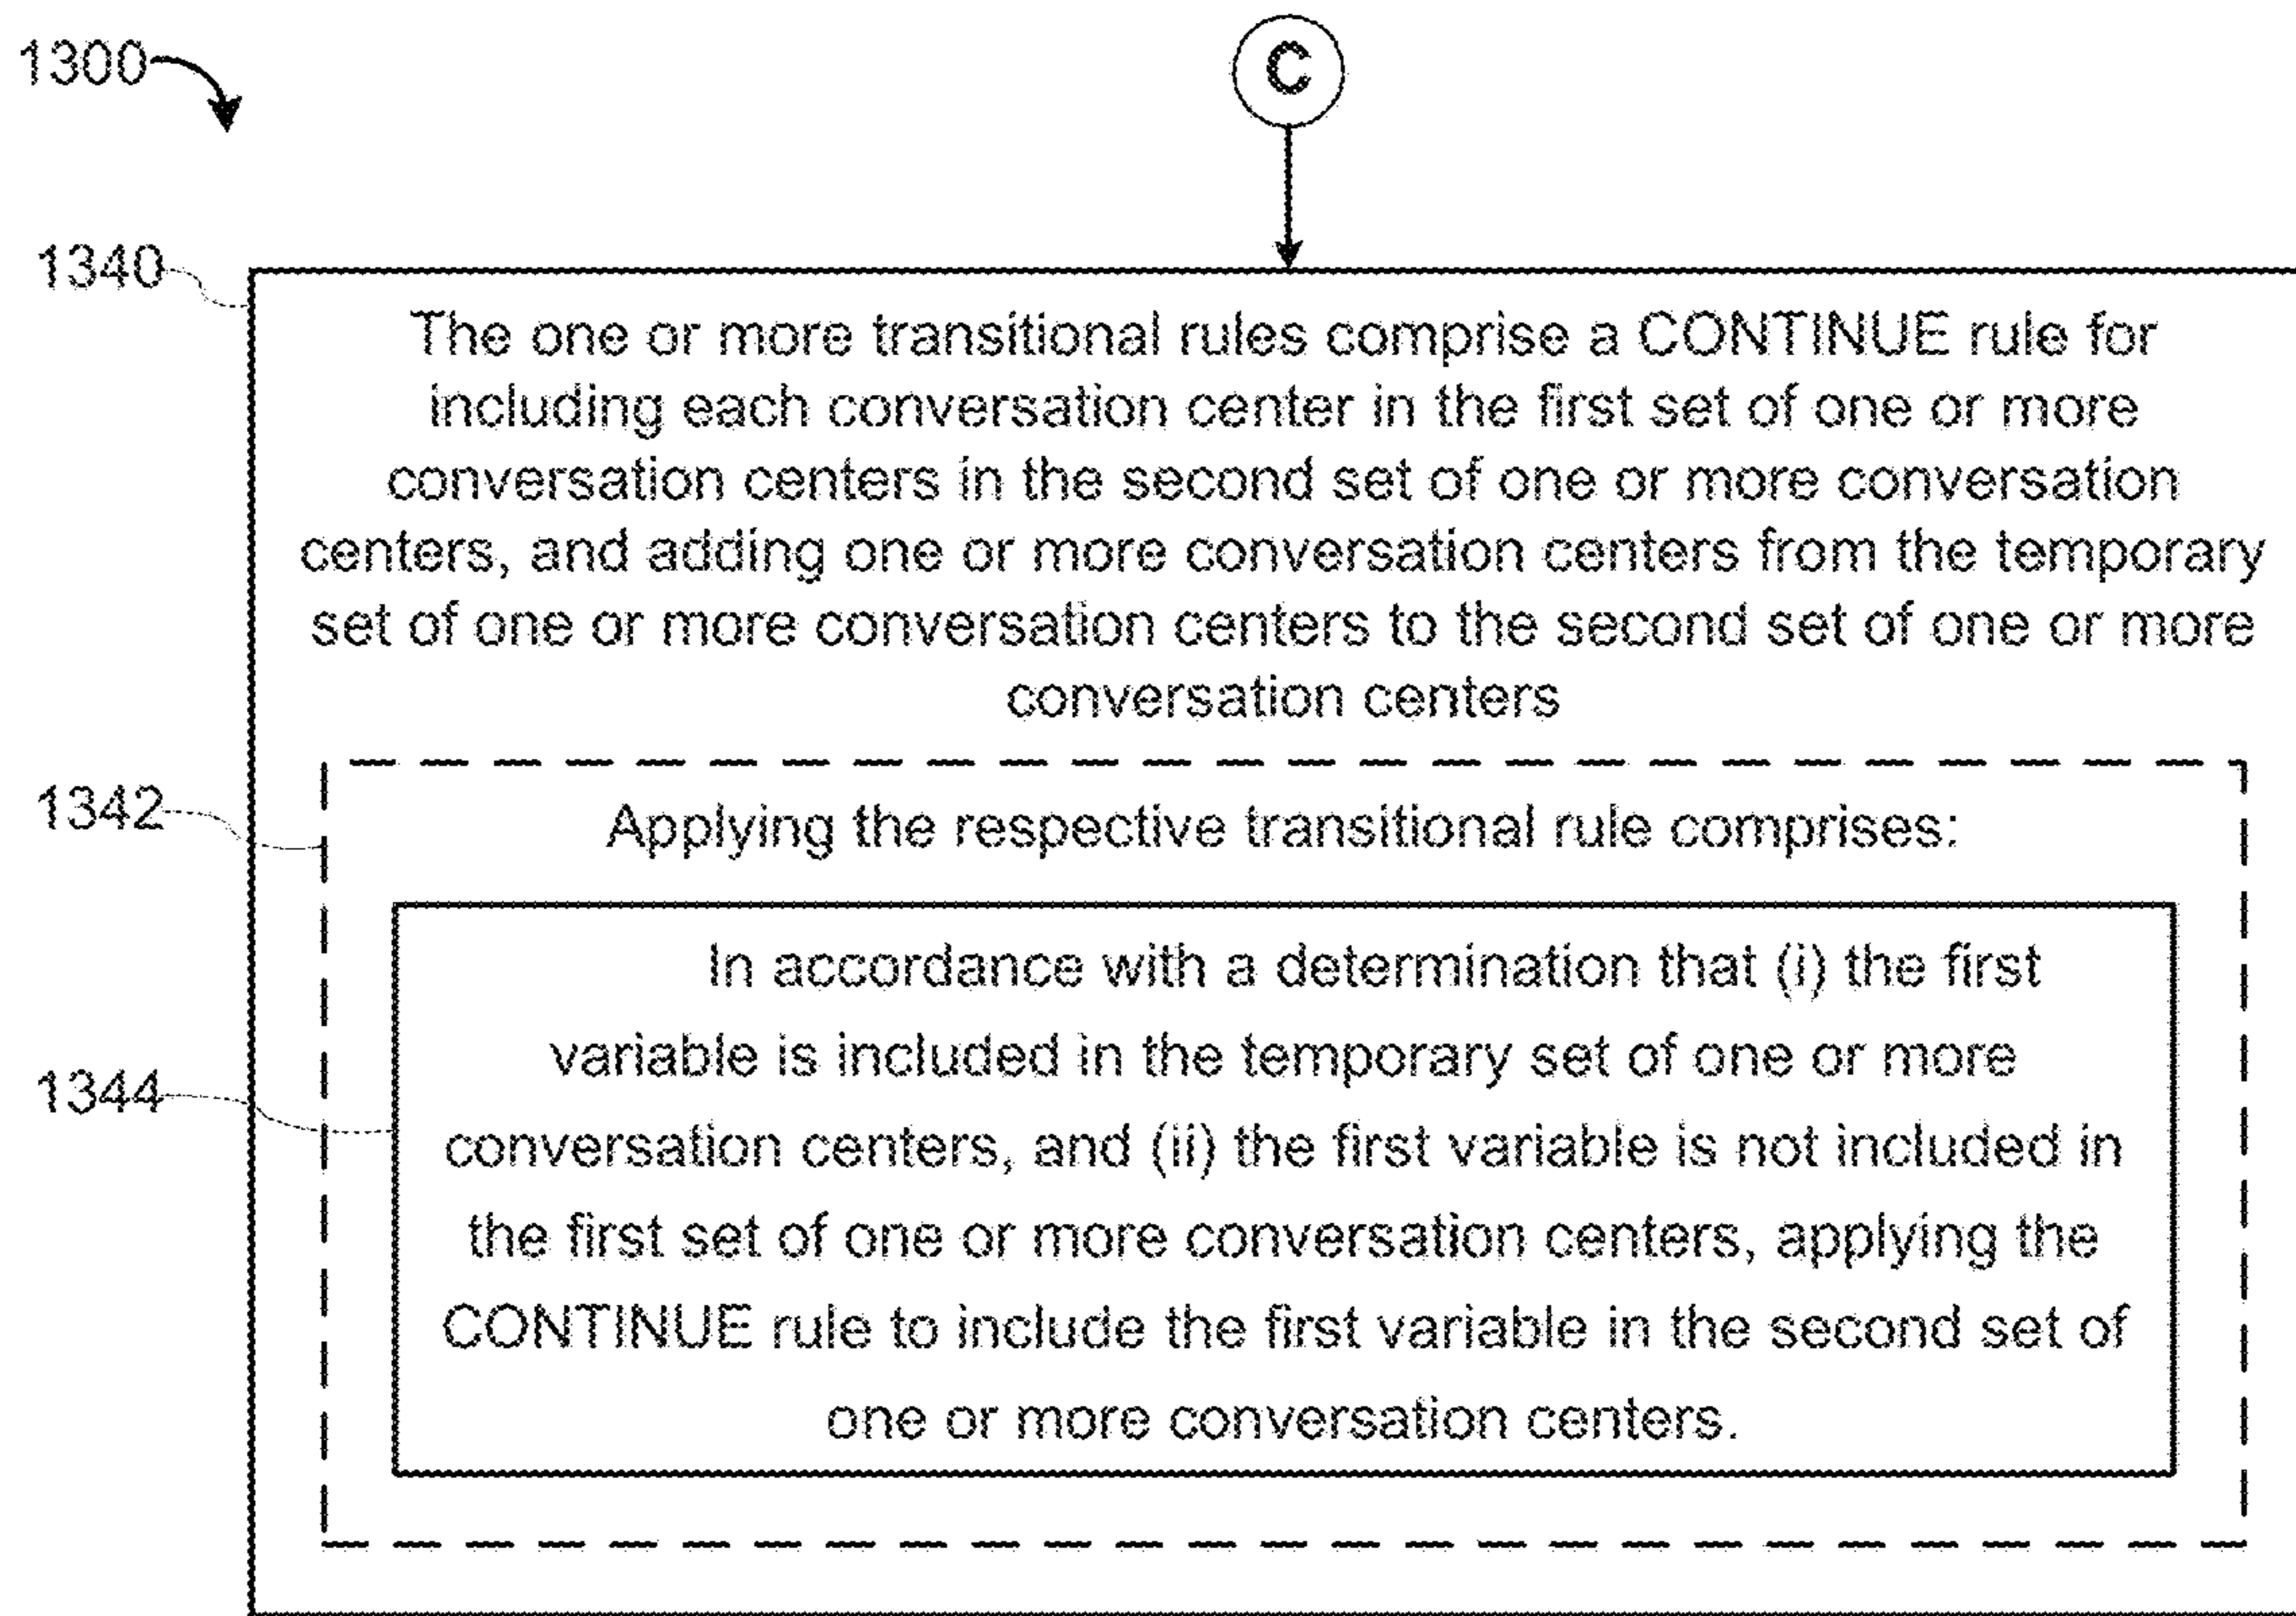 1300
C
1340
The one or more transitional rules comprise a CONTINUE rule for
including each conversation center in the first set of one or more
conversation centers in the second set of one or more conversation
centers, and adding one or more conversation centers from the temporary
set of one or more conversation centers to the second set of one or more
conversation centers
1342
Applying the respective transitional rule comprises:
1344
In accordance with a determination that (i) the first
variable is included in the temporary set of one or more
conversation centers, and (ii) the first variable is not included in
the first set of one or more conversation centers, applying the
CONTINUE rule to include the first variable in the second set of
one or more conversation centers.